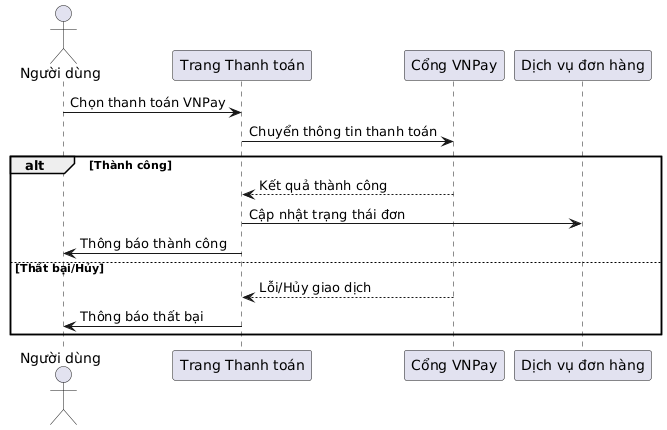 Người dùng
Trang Thanh toán
Cổng VNPay
Dịch vụ đơn hàng
Chọn thanh toán VNPay
Chuyển thông tin thanh toán
alt
[Thành công]
Kết quả thành công
Cập nhật trạng thái đơn
Thông báo thành công
[Thất bại/Hủy]
Lỗi/Hủy giao dịch
Thông báo thất bại
Người dùng
Trang Thanh toán
Cổng VNPay
Dịch vụ đơn hàng